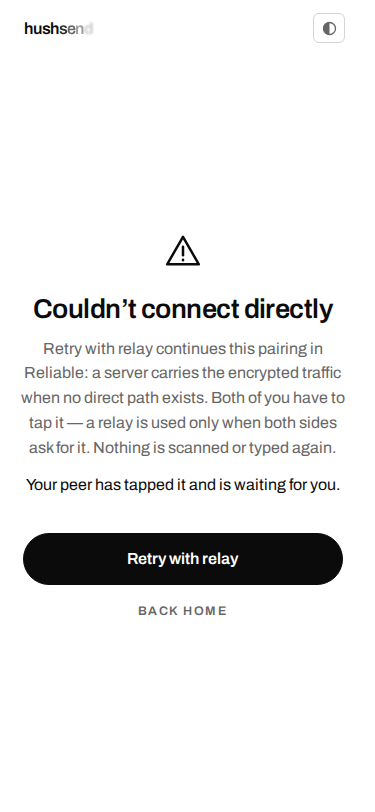 hushsend
Couldn’t connect directly
Retry with relay continues this pairing in
Reliable: a server carries the encrypted traffic
when no direct path exists. Both of you have to
tap it — a relay is used only when both sides
ask for it. Nothing is scanned or typed again.
Your peer has tapped it and is waiting for you.
Retry with relay
BACK HOME